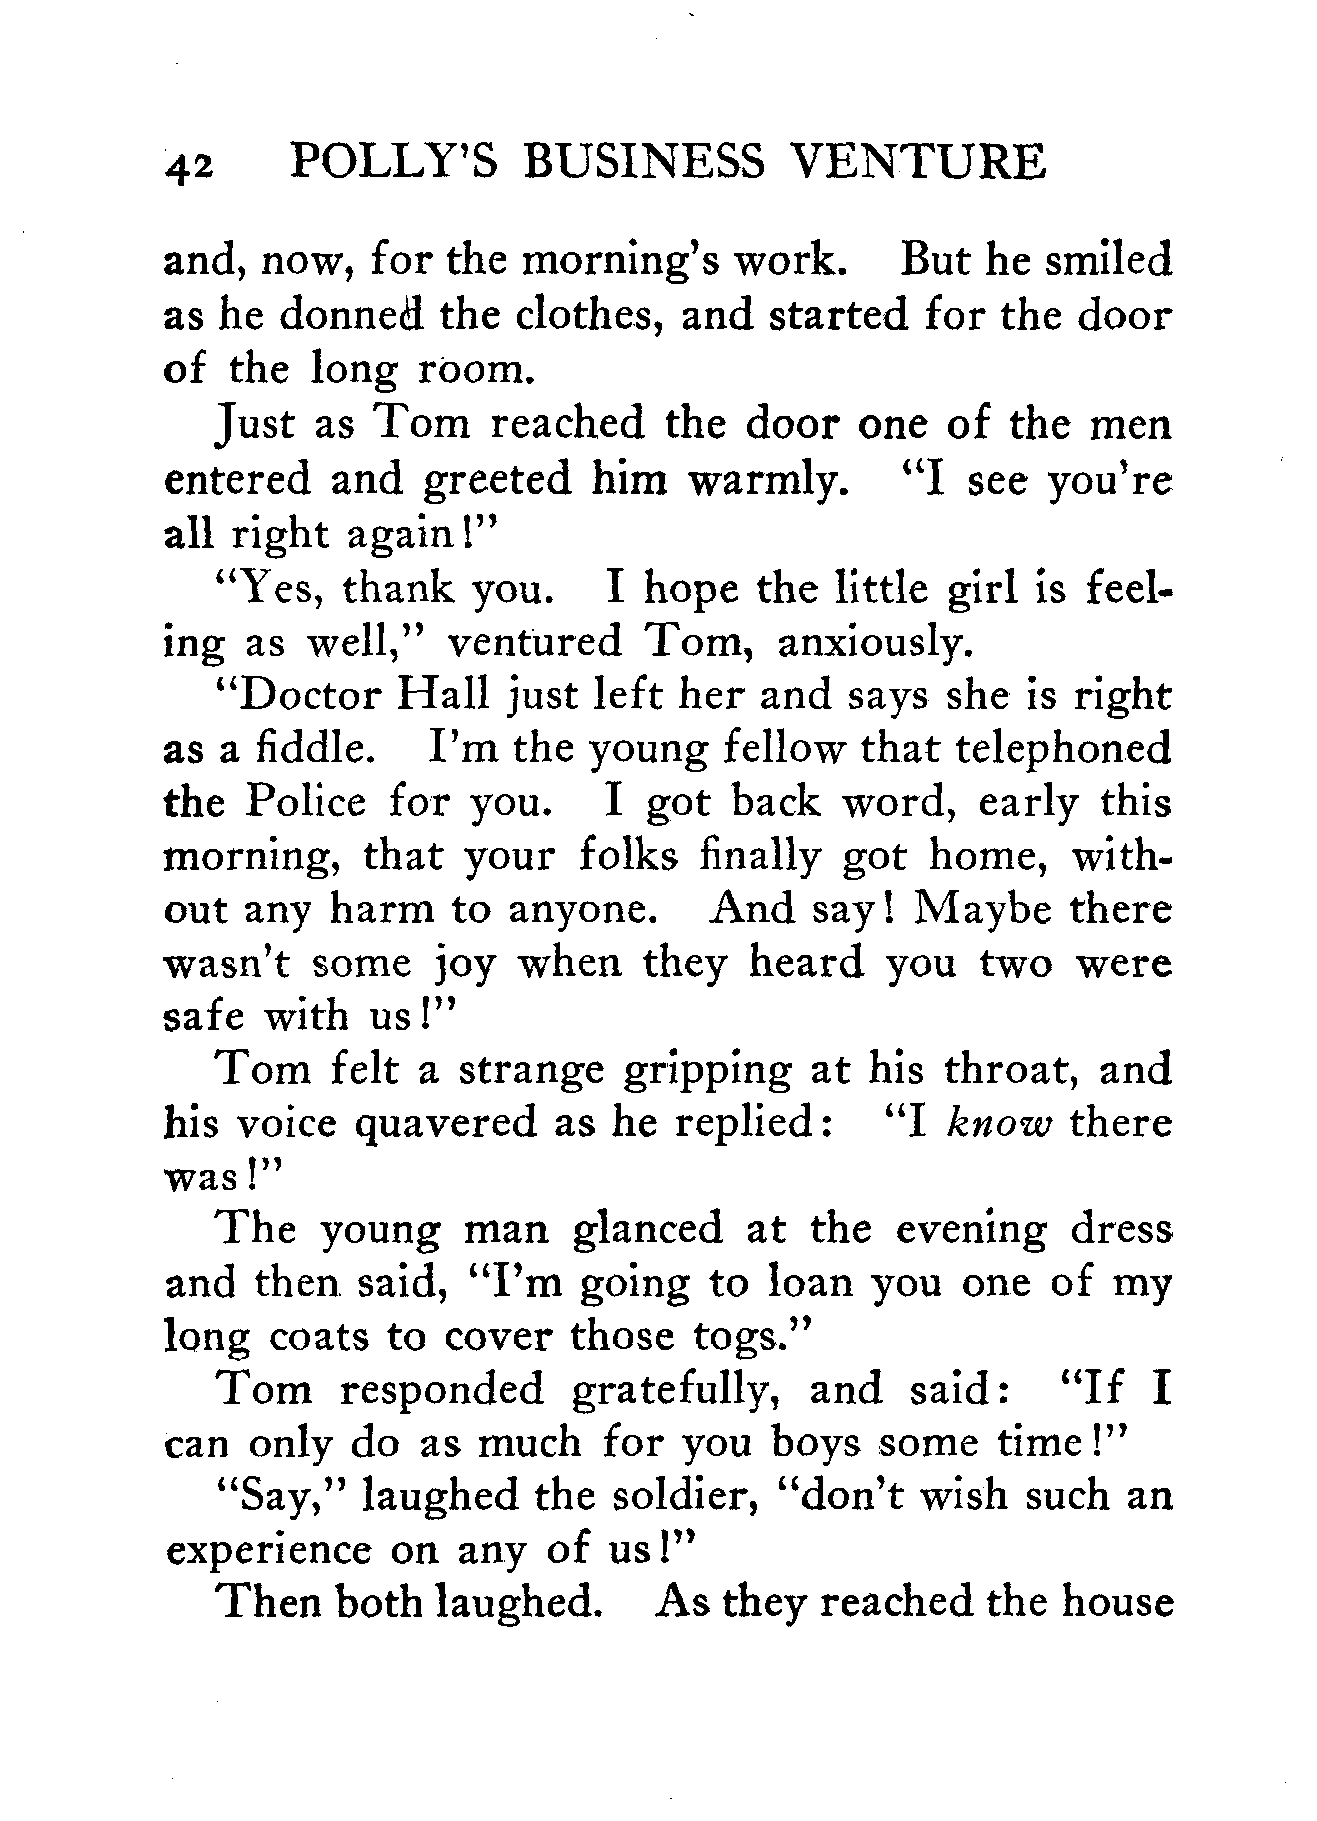 42 POLLY'S BUSINESS VENTURE
and, now, for the morning's work. But he smiled
as he donned the clothes, and started for the door
of the long room.
Just as Tom reached the door one of the men
entered and greeted him warmly. "I see you're
all right again!"
"Yes, thank you. I hope the little girl is feel-
ing as well," ventured Tom, anxiously.
"Doctor Hall just left her and says she is right
as a fiddle. I'm the young fellow that telephoned
the Police for you. I got back word, early this
morning, that your folks finally got home, with-
out any harm to anyone. And say! Maybe there
wasn't some joy when they heard you two were
safe with us!"
Tom felt a strange gripping at his throat, and
his voice quavered as he replied: "I know there
was!"
The young man glanced at the evening dress
and then said, "I'm going to loan you one of my
long coats to cover those togs."
Tom responded gratefully, and said: "If I
can only do as much for you boys some time!"
"Say," laughed the soldier, "don't wish such an
experience on any of us!"
Then both laughed. As they reached the house